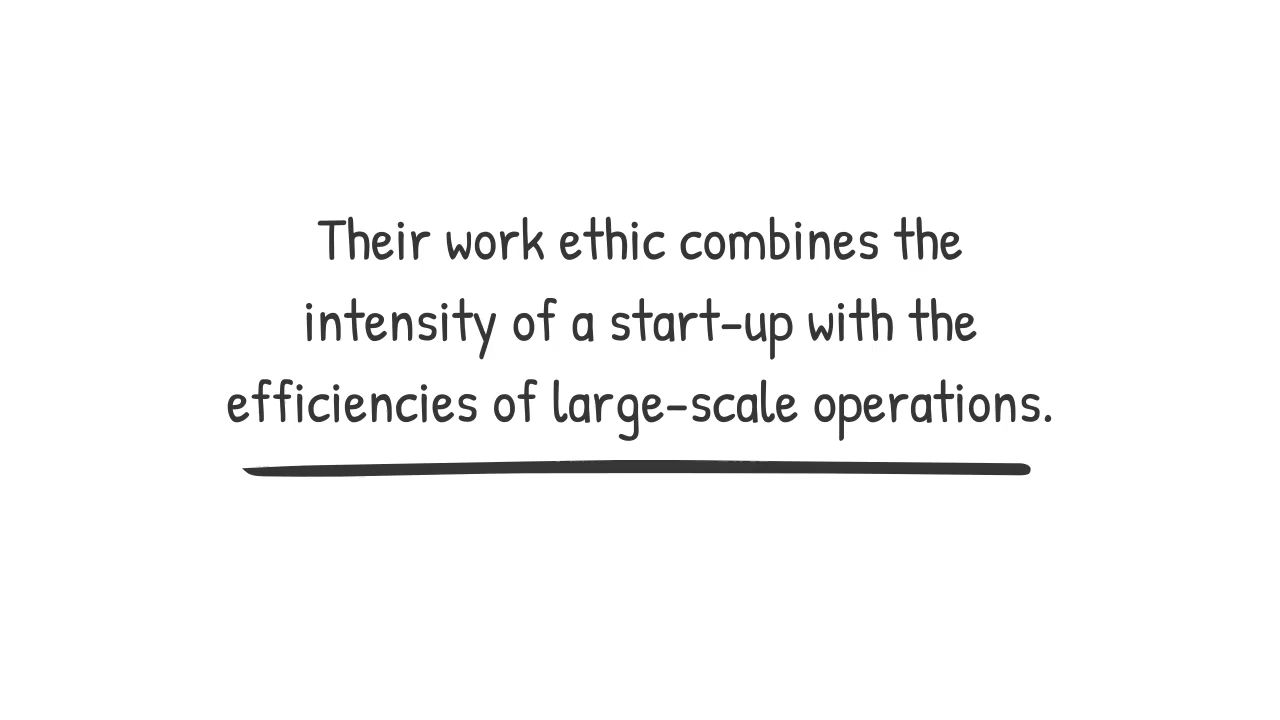 Their work ethic combines the
intensity of a start-up with the
efficiencies of large-scale operations.